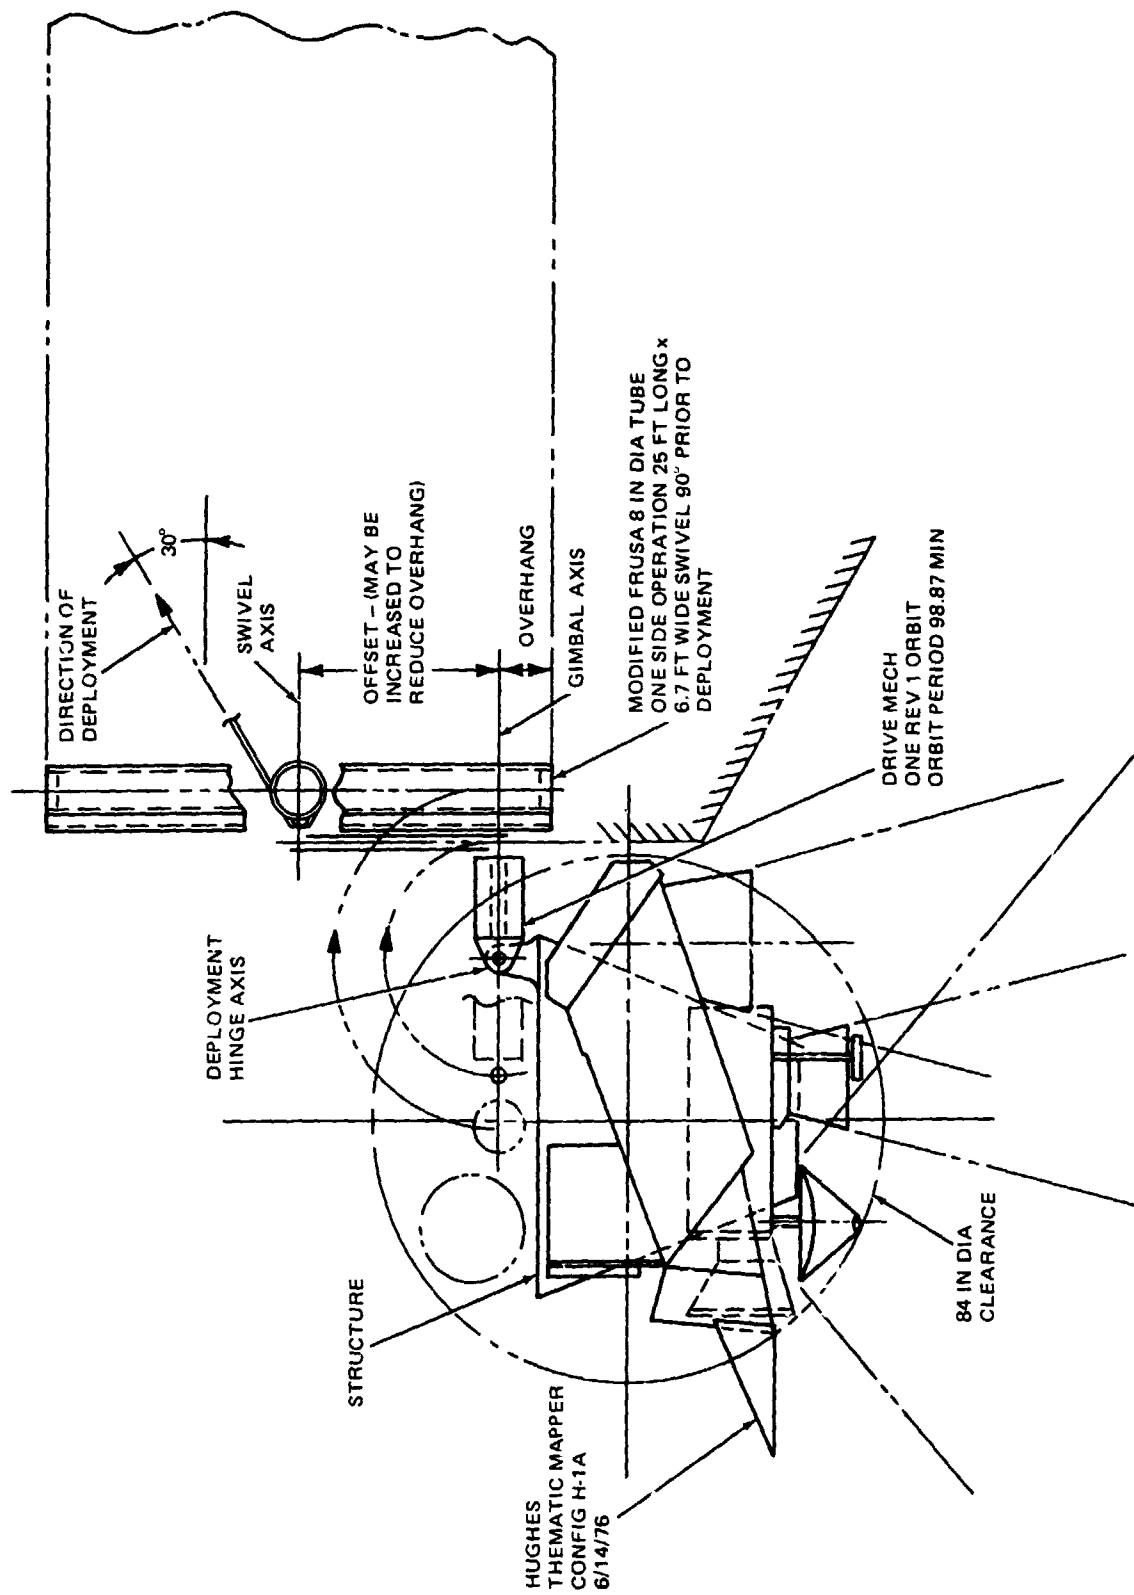 DIRECTION OF
DEPLOYMENT
30°
SWIVEL
AXIS
OFFSET – (MAY BE
INCREASED TO
REDUCE OVERHANG)
OVERHANG
GIMBAL AXIS
MODIFIED FRUSA 8 IN DIA TUBE
ONE SIDE OPERATION 25 FT LONG x
6.7 FT WIDE SWIVEL 90° PRIOR TO
DEPLOYMENT
DRIVE MECH
ONE REV 1 ORBIT
ORBIT PERIOD 98.87 MIN
DEPLOYMENT
HINGE AXIS
STRUCTURE
84 IN DIA
CLEARANCE
HUGHES
THEMATIC MAPPER
CONFIG H-1A
6/14/76